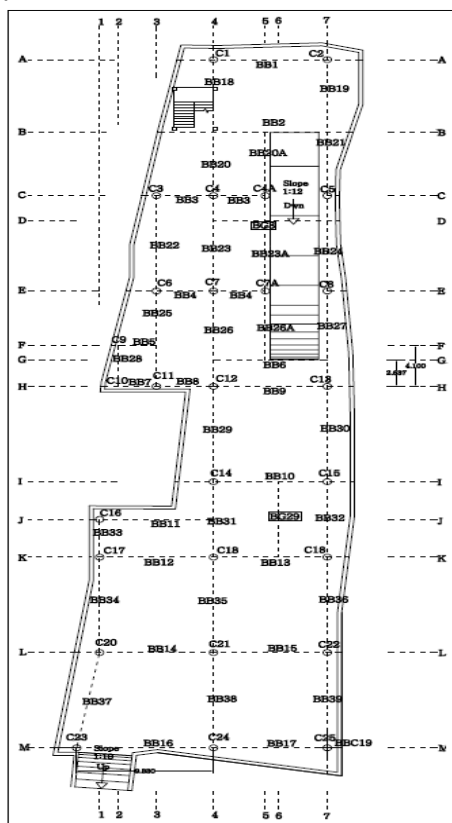 1 2 3 4 5 6 7
A C1 C2 A
BB1
BB18 BB19
B BB2 B
BB21
BB20A
BB20
Slope
1:12
Dwn
C C3 C4 C4A C5 C
BB3 BB3
D BG3 D
BB22 BB23 BB23A BB24
E C6 C7 C7A C8 E
BB4 BB4
BB25
BB26 BB26A BB27
F C9 BB5 F
G BB28 BB6 G
4.100
H C10 BB7 C11 BB8 C12 BB9 C13 H
BB29 BB30
I C14 BB10 C15 I
J C16 BB11 BB31 BG29 BB32 J
BB33
K C17 BB12 C18 BB13 C18 K
BB34 BB35 BB36
L C20 BB14 C21 BB15 C22 L
BB37 BB38 BB39
M C23 BB16 C24 BB17 C25 BBC19 M
Slope
1:10
Up
1 2 3 4 5 6 7